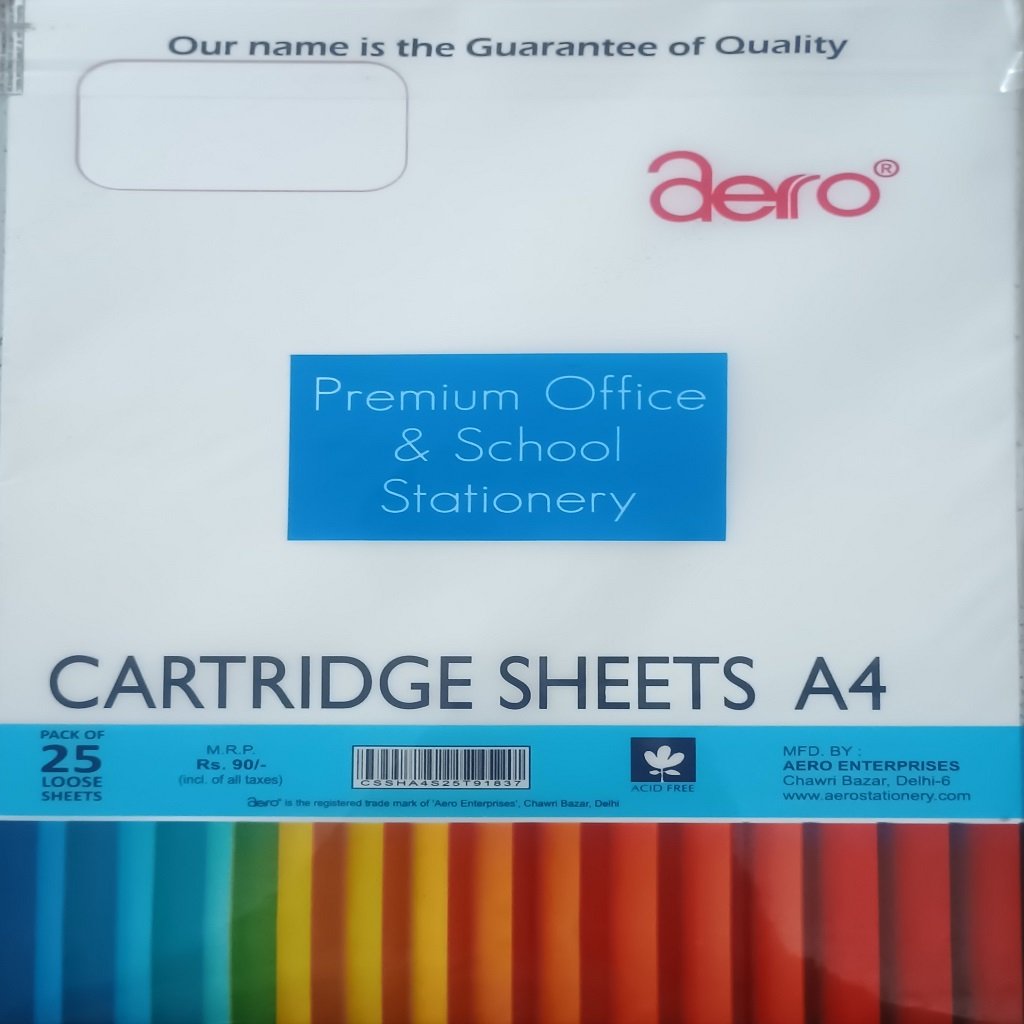 Our name is the Guarantee of Quality
aero®
Premium Office
& School
Stationery
CARTRIDGE SHEETS A4
PACK OF
25
LOOSE
SHEETS
M.R.P.
Rs. 90/-
(incl. of all taxes)
CSSHA4S25T91837
aero® is the registered trade mark of 'Aero Enterprises', Chawri Bazar, Delhi
ACID FREE
MFD. BY :
AERO ENTERPRISES
Chawri Bazar, Delhi-6
www.aerostationery.com